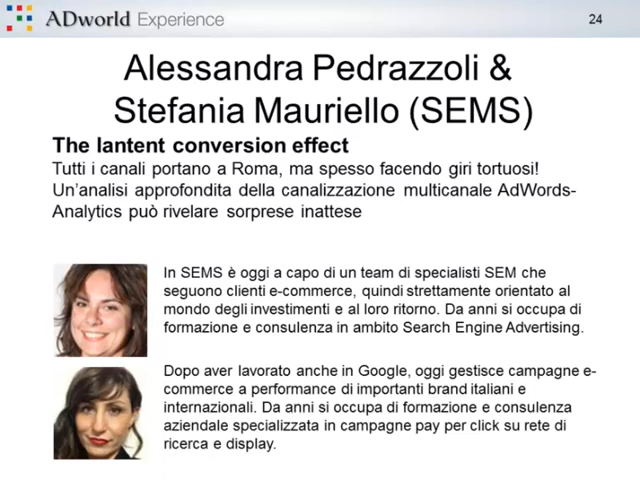 ADworld Experience
24
Alessandra Pedrazzoli &
Stefania Mauriello (SEMS)
The lantent conversion effect
Tutti i canali portano a Roma, ma spesso facendo giri tortuosi!
Un'analisi approfondita della canalizzazione multicanale AdWords-
Analytics può rivelare sorprese inattese
In SEMS è oggi a capo di un team di specialisti SEM che
seguono clienti e-commerce, quindi strettamente orientato al
mondo degli investimenti e al loro ritorno. Da anni si occupa di
formazione e consulenza in ambito Search Engine Advertising.
Dopo aver lavorato anche in Google, oggi gestisce campagne e-
commerce a performance di importanti brand italiani e
internazionali. Da anni si occupa di formazione e consulenza
aziendale specializzata in campagne pay per click su rete di
ricerca e display.